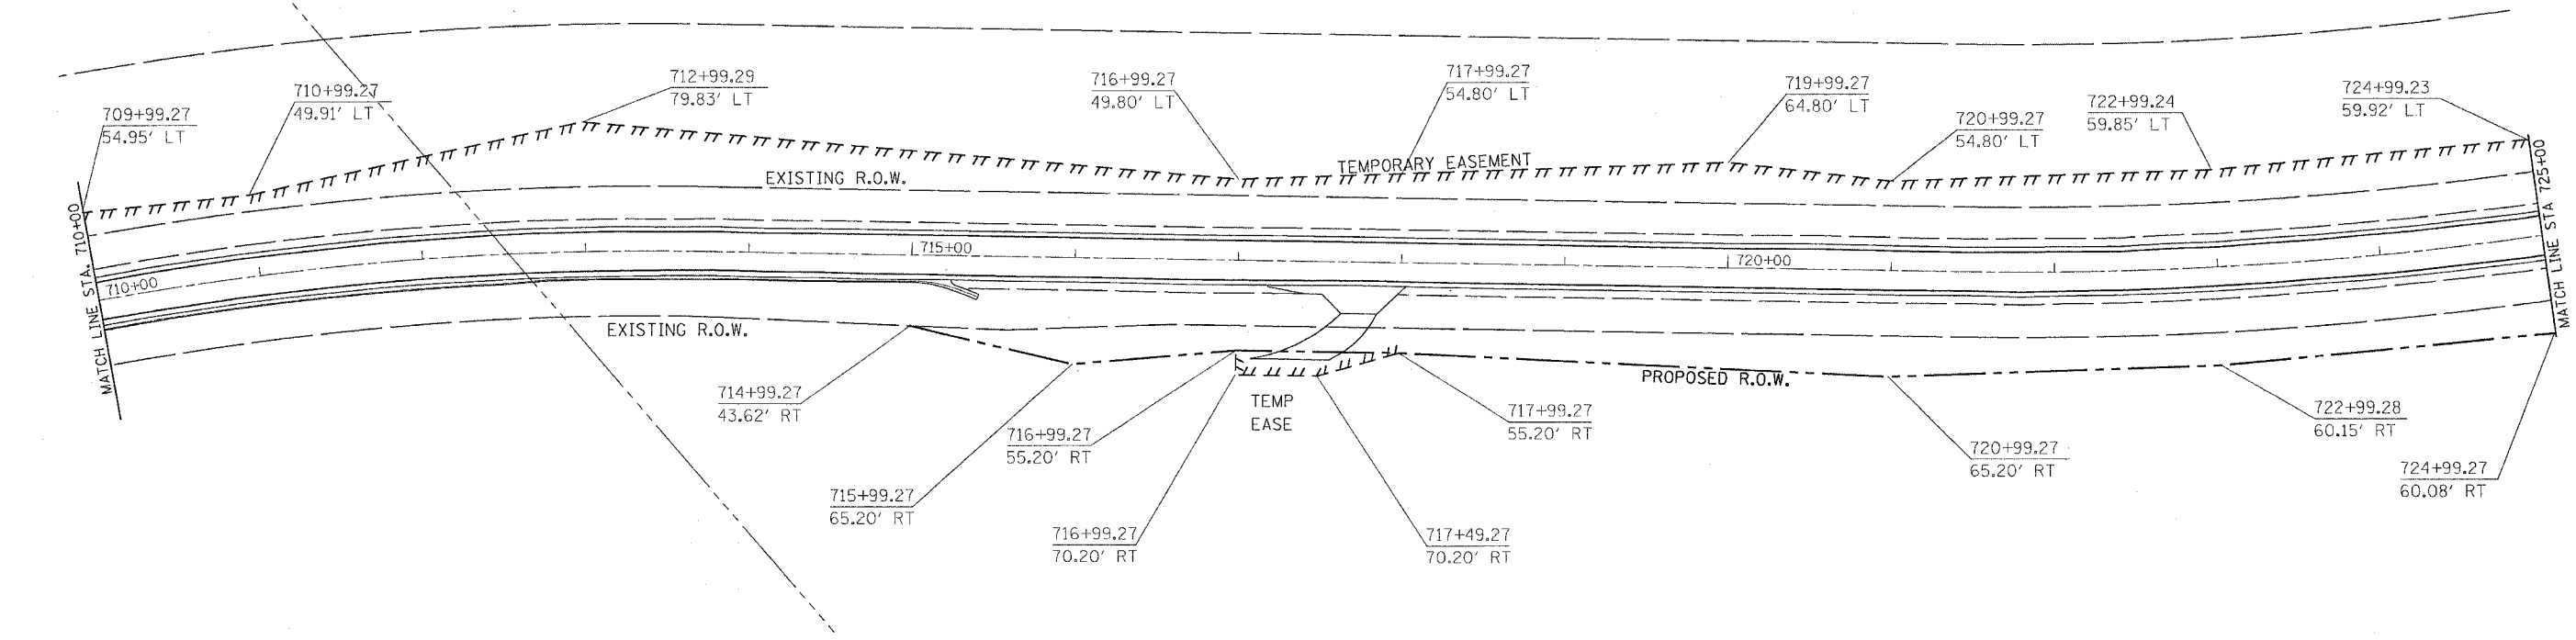 709+99.27
54.95' LT
710+99.27
49.91' LT
712+99.29
79.83' LT
716+99.27
49.80' LT
717+99.27
54.80' LT
719+99.27
64.80' LT
720+99.27
54.80' LT
722+99.24
59.85' LT
724+99.23
59.92' LT
TEMPORARY EASEMENT
EXISTING R.O.W.
MATCH LINE STA. 710+00
710+00
715+00
720+00
MATCH LINE STA 725+00
EXISTING R.O.W.
PROPOSED R.O.W.
TEMP
EASE
714+99.27
43.62' RT
715+99.27
65.20' RT
716+99.27
55.20' RT
716+99.27
70.20' RT
717+49.27
70.20' RT
717+99.27
55.20' RT
720+99.27
65.20' RT
722+99.28
60.15' RT
724+99.27
60.08' RT